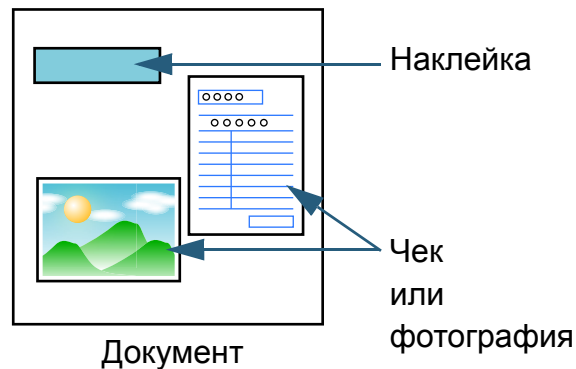 Наклейка
Чек
или
фотография
Документ